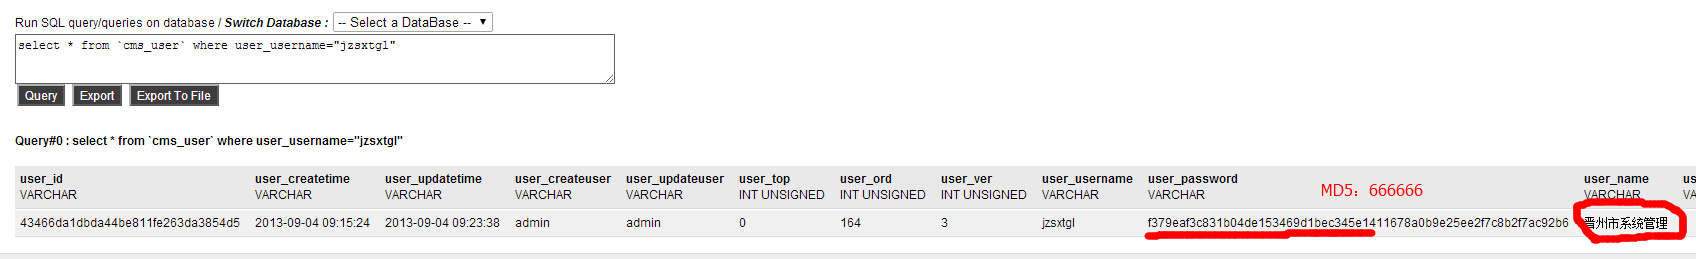 Run SQL query/queries on database / Switch Database : -- Select a DataBase --
select * from `cms_user` where user_username="jzsxtgl"
Query Export Export To File
Query#0 : select * from `cms_user` where user_username="jzsxtgl"
user_id user_createtime user_updatetime user_createuser user_updateuser user_top user_ord user_ver user_username user_password user_name us
VARCHAR VARCHAR VARCHAR VARCHAR VARCHAR INT UNSIGNED INT UNSIGNED INT UNSIGNED VARCHAR VARCHAR MD5：666666 VARCHAR VA
43466da1dbda44be811fe263da3854d5 2013-09-04 09:15:24 2013-09-04 09:23:38 admin admin 0 164 3 jzsxtgl f379eaf3c831b04de153469d1bec345e1411678a0b9e25ee2f7c8b2f7ac92b6 晋州市系统管理